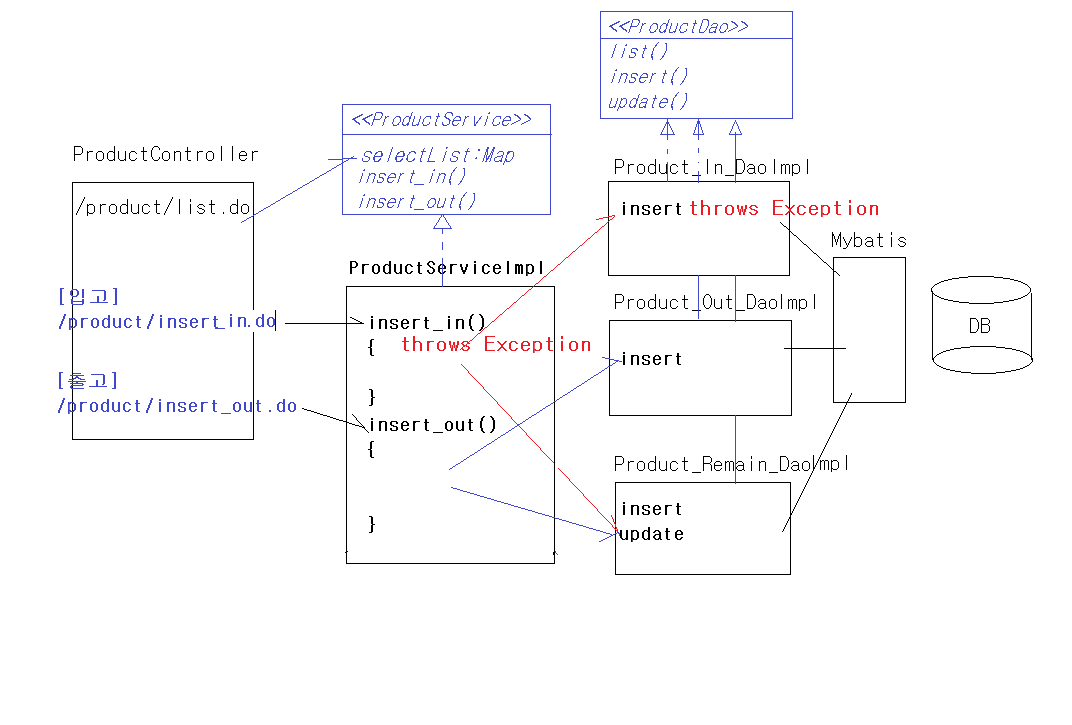 <<ProductDao>>
list()
insert()
update()
<<ProductService>>
selectList:Map
insert_in()
insert_out()
ProductController
/product/list.do
[입고]
/product/insert_in.do
[출고]
/product/insert_out.do
ProductServiceImpl
insert_in()
{ throws Exception
}
insert_out()
{
}
Product_In_DaoImpl
insert throws Exception
Product_Out_DaoImpl
insert
Product_Remain_DaoImpl
insert
update
Mybatis
DB